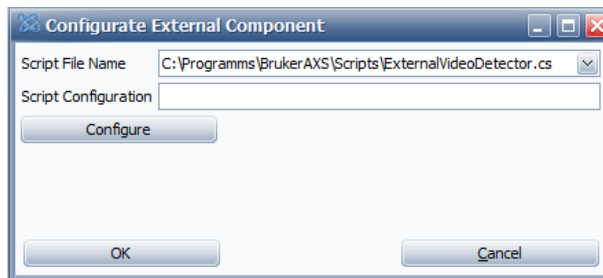 Configurate External Component
Script File Name C:\Programms\BrukerAXS\Scripts\ExternalVideoDetector.cs
Script Configuration
Configure
OK Cancel